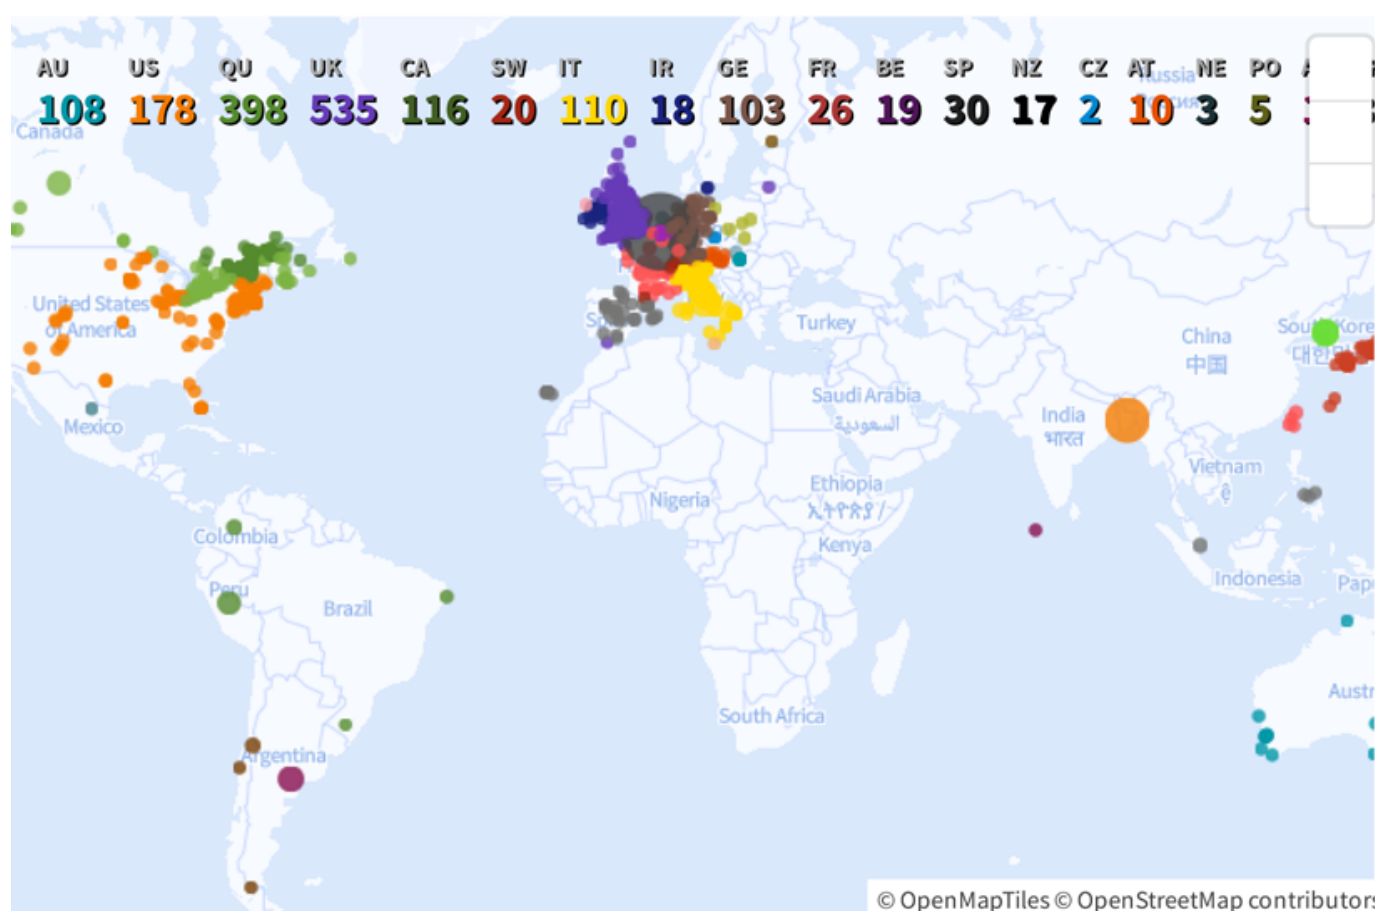 AU US QU UK CA SW IT IR GE FR BE SP NZ CZ AT NE PO
108 178 398 535 116 20 110 18 103 26 19 30 17 2 10 3 5
Russia
Россия
Canada
United States
of America
Mexico
Turkey
China
中国
Saudi Arabia
السعودية
India
भारत
Vietnam
Nigeria
Ethiopia
Kenya
Colombia
Peru
Brazil
Indonesia
South Africa
Argentina
© OpenMapTiles © OpenStreetMap contributors